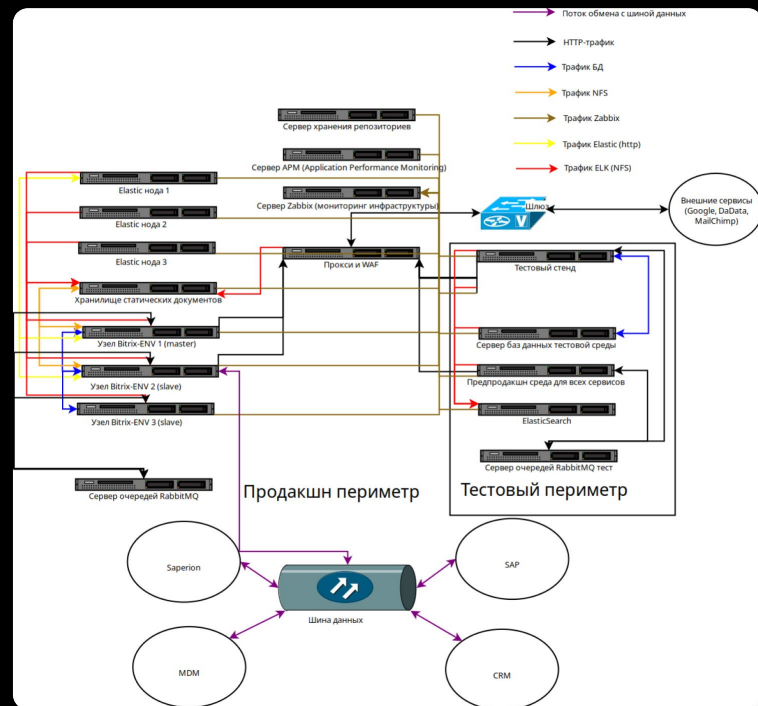 Поток обмена с шиной данных
HTTP-трафик
Трафик БД
Трафик NFS
Трафик Zabbix
Трафик Elastic (http)
Трафик ELK (NFS)
Сервер хранения репозиториев
Сервер APM (Application Performance Monitoring)
Сервер Zabbix (мониторинг инфраструктуры)
Elastic нода 1
Elastic нода 2
Elastic нода 3
Шлюз
V
Внешние сервисы
(Google, DaData,
MailChimp)
Прокси и WAF
Тестовый стенд
Хранилище статических документов
Узел Bitrix-ENV 1 (master)
Сервер баз данных тестовой среды
Узел Bitrix-ENV 2 (slave)
Предпродакшн среда для всех сервисов
Узел Bitrix-ENV 3 (slave)
ElasticSearch
Сервер очередей RabbitMQ тест
Сервер очередей RabbitMQ
Продакшн периметр
Тестовый периметр
Saperion
SAP
Шина данных
MDM
CRM